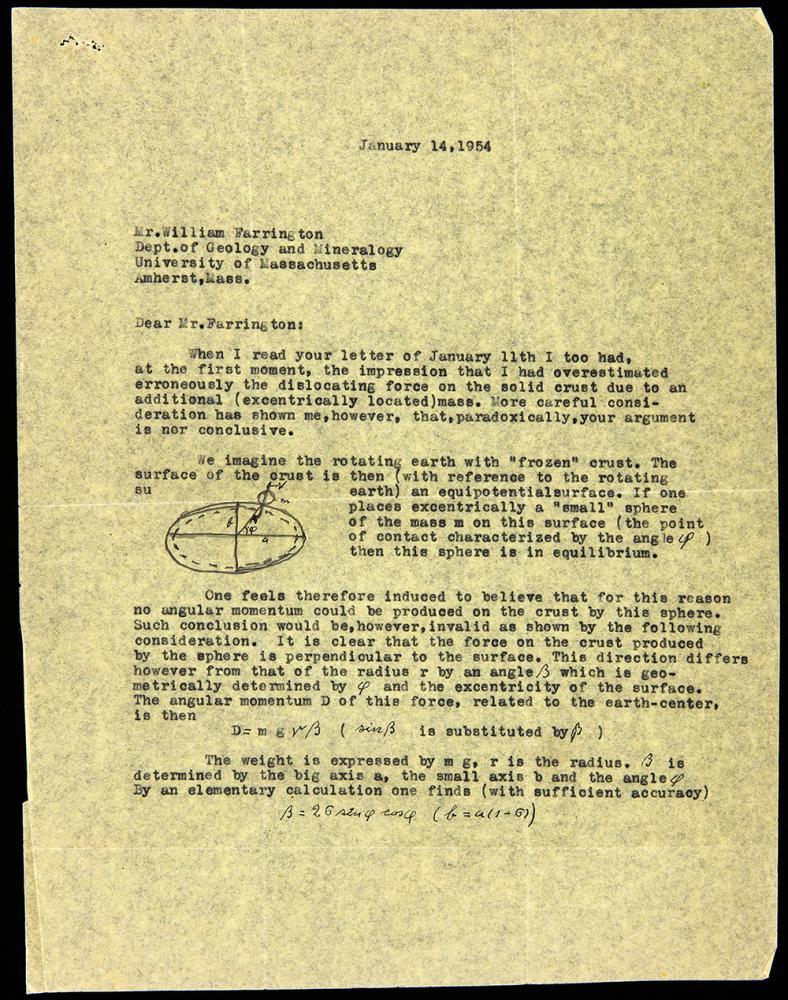 January 14,1954
Mr.William Farrington
Dept.of Geology and Mineralogy
University of Massachusetts
Amherst,Mass.
Dear Mr.Farrington:
When I read your letter of January 11th I too had,
at the first moment, the impression that I had overestimated
erroneously the dislocating force on the solid crust due to an
additional (excentrically located)mass. More careful consi-
deration has shown me,however, that,paradoxically,your argument
is nor conclusive.
We imagine the rotating earth with "frozen" crust. The
surface of the crust is then (with reference to the rotating
su earth) an equipotentialsurface. If one
places excentrically a "small" sphere
of the mass m on this surface (the point
of contact characterized by the angle φ )
then this sphere is in equilibrium.
m
b
φ
a
One feels therefore induced to believe that for this reason
no angular momentum could be produced on the crust by this sphere.
Such conclusion would be,however,invalid as shown by the following
consideration. It is clear that the force on the crust produced
by the sphere is perpendicular to the surface. This direction differs
however from that of the radius r by an angle β which is geo-
metrically determined by φ and the excentricity of the surface.
The angular momentum D of this force, related to the earth-center,
is then
D= m g r β ( sin β is substituted by β )
The weight is expressed by m g, r is the radius. β is
determined by the big axis a, the small axis b and the angle φ
By an elementary calculation one finds (with sufficient accuracy)
β = 2 σ sin φ cos φ (b = a(1-σ))